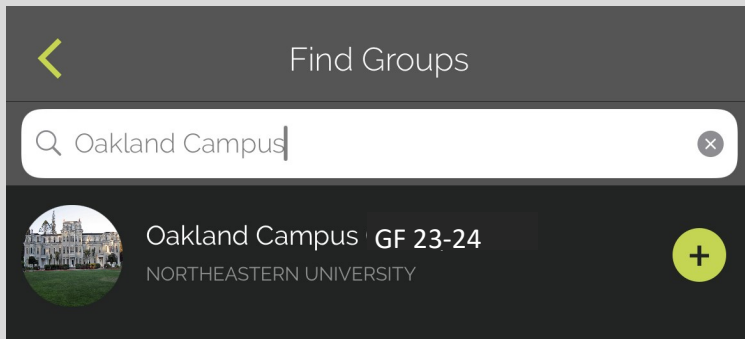 Find Groups
Oakland Campus
Oakland Campus GF 23-24
NORTHEASTERN UNIVERSITY